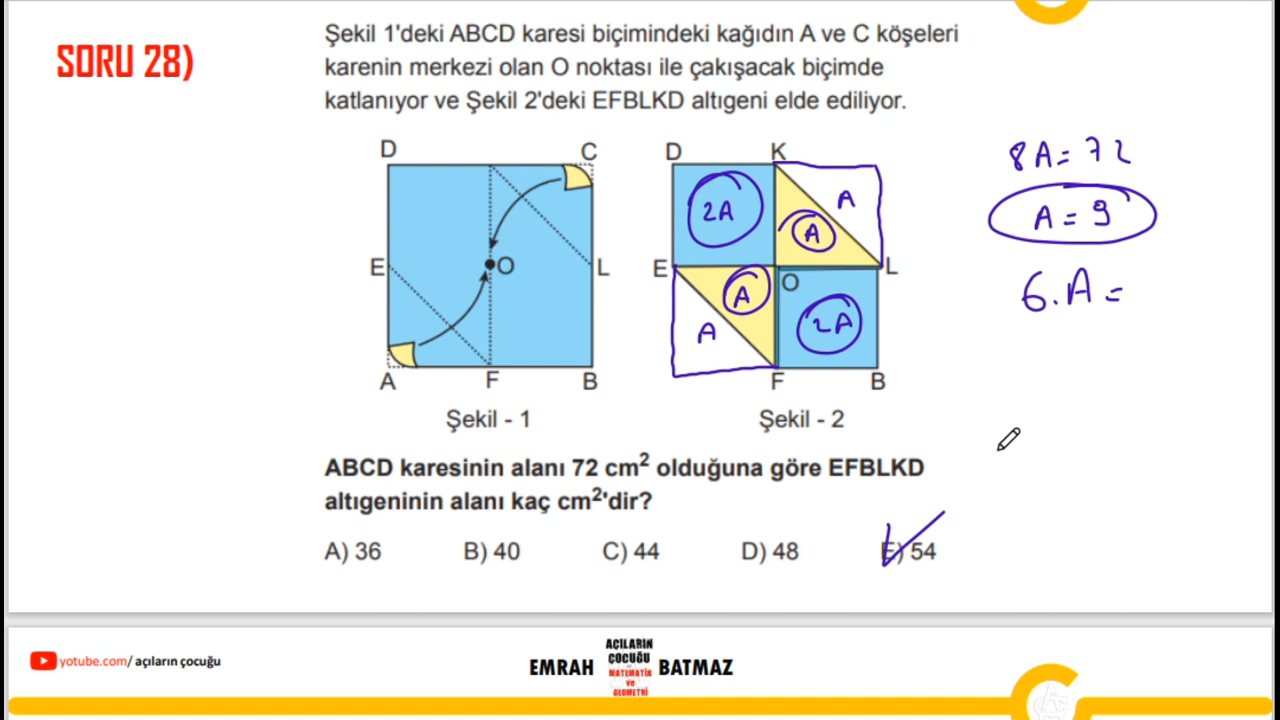 SORU 28)
Şekil 1'deki ABCD karesi biçimindeki kağıdın A ve C köşeleri
karenin merkezi olan O noktası ile çakışacak biçimde
katlanıyor ve Şekil 2'deki EFBLKD altıgeni elde ediliyor.
D C
E O L
A F B
Şekil - 1
D K
2A A A
E O L
A A 2A
F B
Şekil - 2
8A = 72
A = 9
6.A =
ABCD karesinin alanı 72 cm² olduğuna göre EFBLKD
altıgeninin alanı kaç cm²'dir?
A) 36 B) 40 C) 44 D) 48 E) 54
yotube.com/ açıların çocuğu
EMRAH
AÇILARIN
ÇOCUĞU
MATEMATİK
ve
GEOMETRİ
BATMAZ